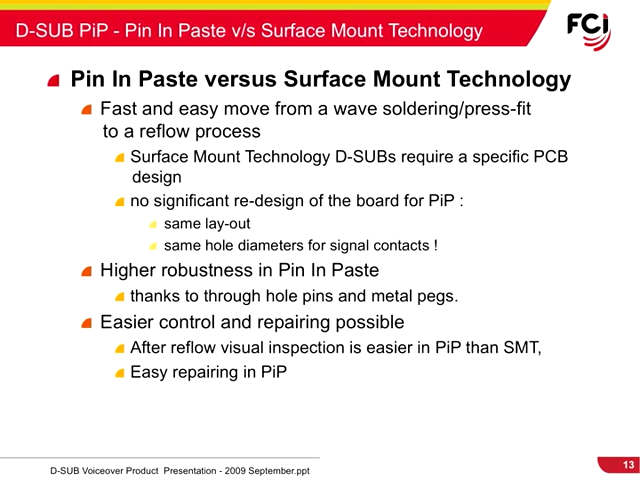 D-SUB PiP - Pin In Paste v/s Surface Mount Technology
FCi
Pin In Paste versus Surface Mount Technology
Fast and easy move from a wave soldering/press-fit
to a reflow process
Surface Mount Technology D-SUBs require a specific PCB
design
no significant re-design of the board for PiP :
same lay-out
same hole diameters for signal contacts !
Higher robustness in Pin In Paste
thanks to through hole pins and metal pegs.
Easier control and repairing possible
After reflow visual inspection is easier in PiP than SMT,
Easy repairing in PiP
D-SUB Voiceover Product Presentation - 2009 September.ppt
13